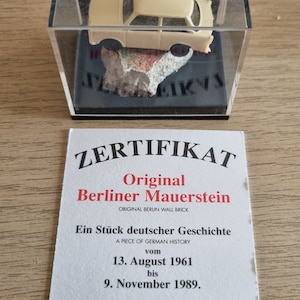 ZERTIFIKAT
ZERTIFIKAT
Original
Berliner Mauerstein
ORIGINAL BERLIN WALL BRICK
Ein Stück deutscher Geschichte
A PIECE OF GERMAN HISTORY
vom
13. August 1961
bis
9. November 1989.